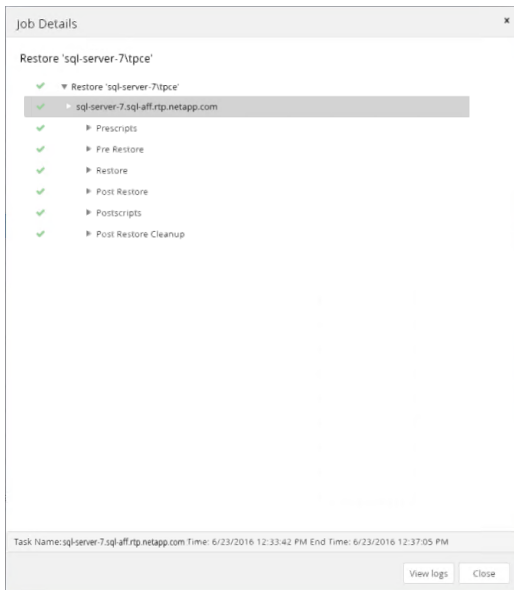 Job Details
x
Restore 'sql-server-7\tpce'
Restore 'sql-server-7\tpce'
sql-server-7.sql-aff.rtp.netapp.com
Prescripts
Pre Restore
Restore
Post Restore
Postscripts
Post Restore Cleanup
Task Name: sql-server-7.sql-aff.rtp.netapp.com Time: 6/23/2016 12:33:42 PM End Time: 6/23/2016 12:37:05 PM
View logs
Close